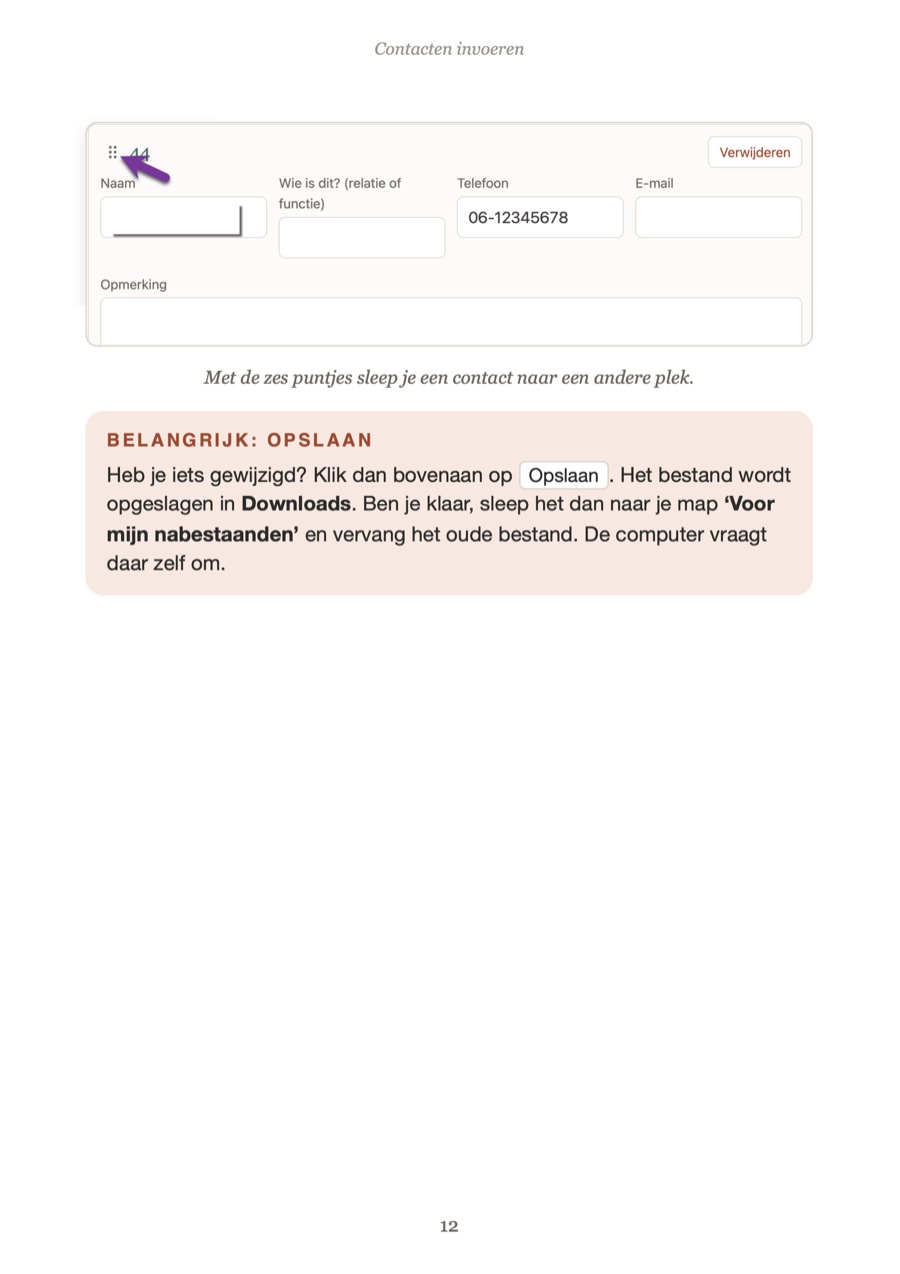 Contacten invoeren
44
Verwijderen
Naam
Wie is dit? (relatie of
functie)
Telefoon
E-mail
06-12345678
Opmerking
Met de zes puntjes sleep je een contact naar een andere plek.
BELANGRIJK: OPSLAAN
Heb je iets gewijzigd? Klik dan bovenaan op Opslaan . Het bestand wordt
opgeslagen in Downloads. Ben je klaar, sleep het dan naar je map ‘Voor
mijn nabestaanden’ en vervang het oude bestand. De computer vraagt
daar zelf om.
12